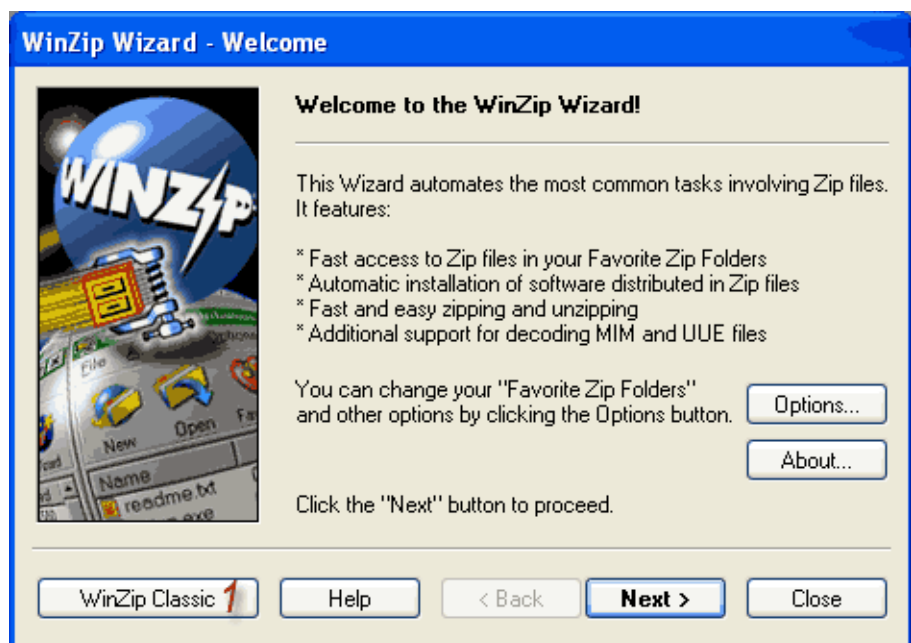 WinZip Wizard - Welcome
Welcome to the WinZip Wizard!
WINZIP
This Wizard automates the most common tasks involving Zip files.
It features:
* Fast access to Zip files in your Favorite Zip Folders
* Automatic installation of software distributed in Zip files
* Fast and easy zipping and unzipping
* Additional support for decoding MIM and UUE files
File
New
Open
Name
readme.txt
You can change your "Favorite Zip Folders"
and other options by clicking the Options button.
Options...
About...
Click the "Next" button to proceed.
WinZip Classic 1
Help
< Back
Next >
Close